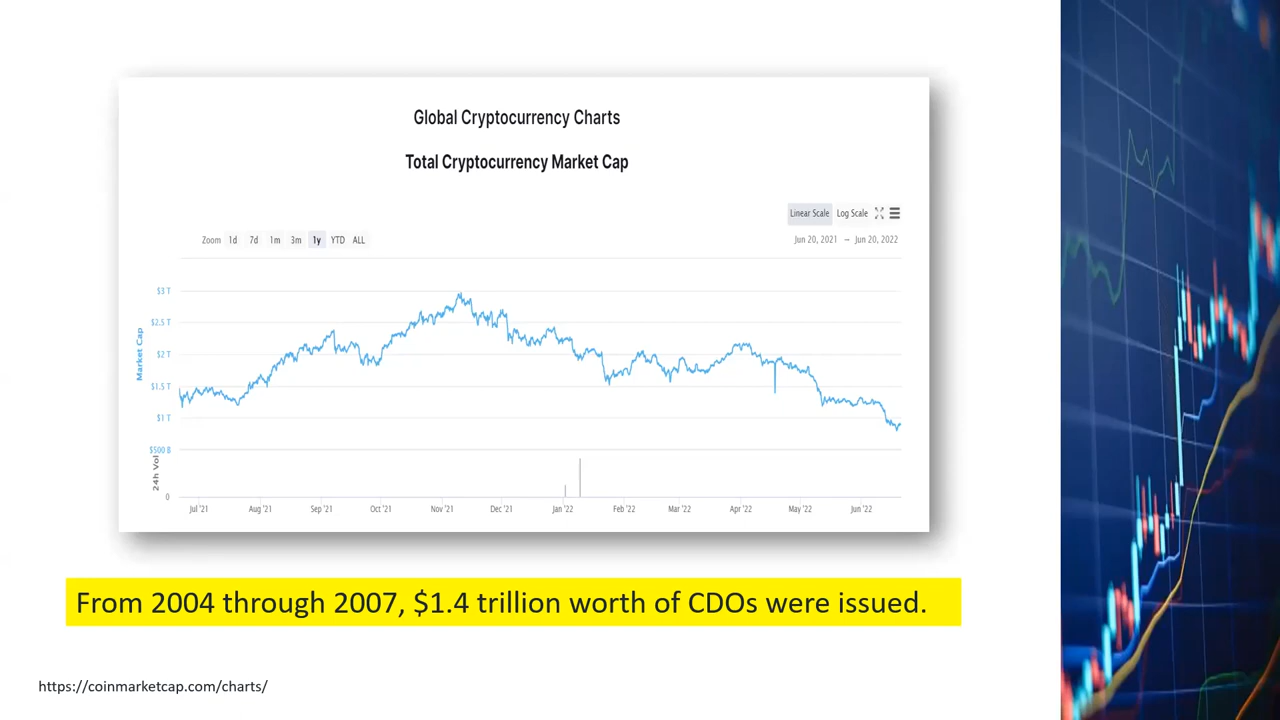 Global Cryptocurrency Charts
Total Cryptocurrency Market Cap
Linear Scale Log Scale
Zoom 1d 7d 1m 3m 1y YTD ALL
Jun 20, 2021 → Jun 20, 2022
$3 T
$2.5 T
$2 T
$1.5 T
$1 T
$500 B
0
Market Cap
24h Vol
Jul '21 Aug '21 Sep '21 Oct '21 Nov '21 Dec '21 Jan '22 Feb '22 Mar '22 Apr '22 May '22 Jun '22
From 2004 through 2007, $1.4 trillion worth of CDOs were issued.
https://coinmarketcap.com/charts/